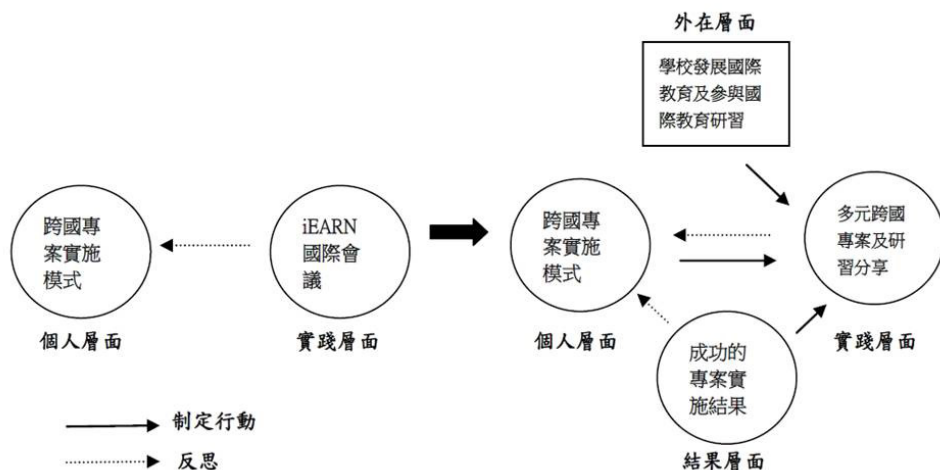 外在層面
學校發展國際
教育及參與國
際教育研習
跨國專
案實施
模式
個人層面
iEARN
國際會
議
實踐層面
跨國專
案實施
模式
個人層面
多元跨國
專案及研
習分享
實踐層面
成功的
專案實
施結果
結果層面
制定行動
反思